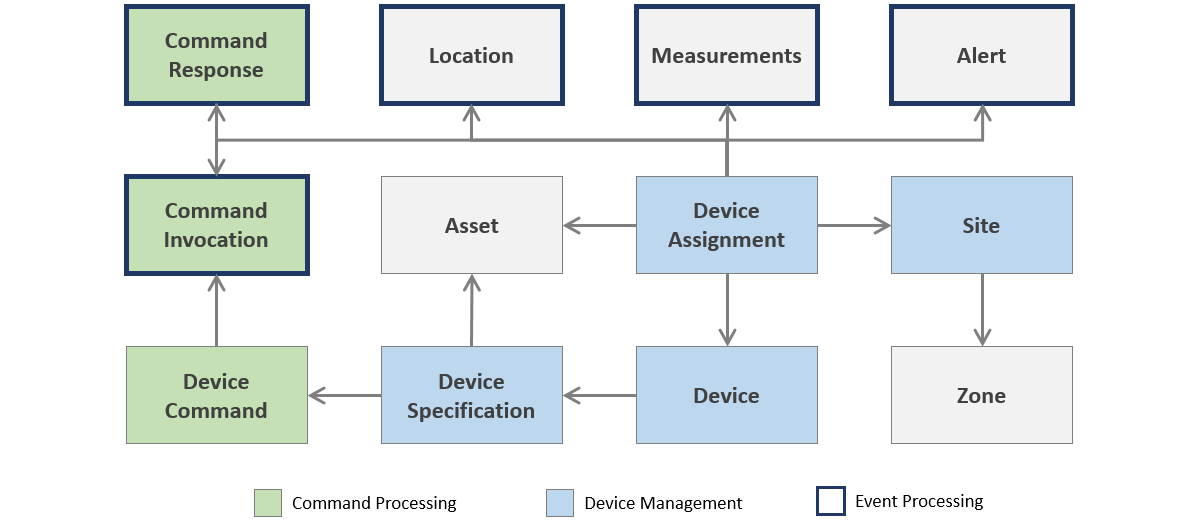 Command
Response
Location
Measurements
Alert
Command
Invocation
Asset
Device
Assignment
Site
Device
Command
Device
Specification
Device
Zone
Command Processing
Device Management
Event Processing